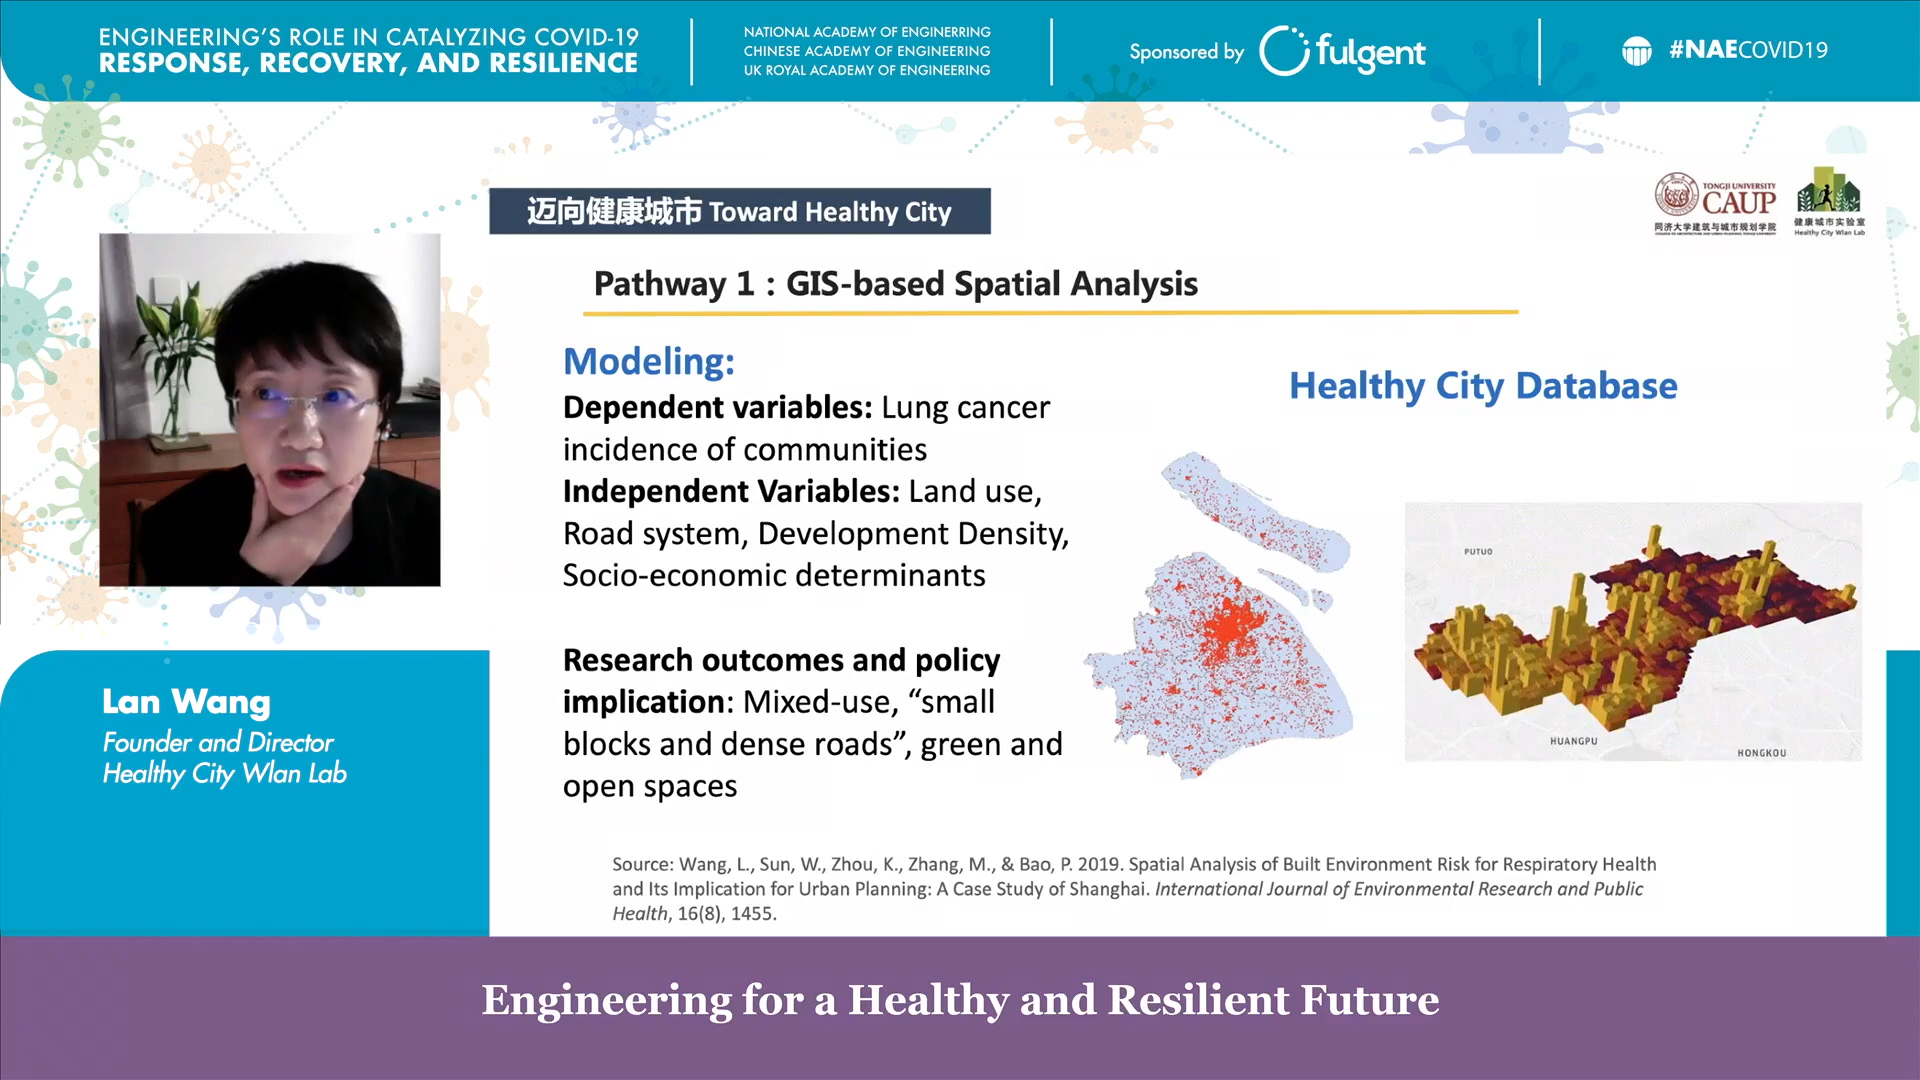 ENGINEERING'S ROLE IN CATALYZING COVID-19
RESPONSE, RECOVERY, AND RESILIENCE
NATIONAL ACADEMY OF ENGINERRING
CHINESE ACADEMY OF ENGINEERING
UK ROYAL ACADEMY OF ENGINEERING
Sponsored by fulgent
#NAECOVID19
迈向健康城市 Toward Healthy City
TONGJI UNIVERSITY
CAUP
同济大学建筑与城市规划学院
健康城市实验室
Healthy City Wlan Lab
Pathway 1：GIS-based Spatial Analysis
Modeling:
Dependent variables: Lung cancer
incidence of communities
Independent Variables: Land use,
Road system, Development Density,
Socio-economic determinants
Research outcomes and policy
implication: Mixed-use, “small
blocks and dense roads”, green and
open spaces
Healthy City Database
PUTUO
HUANGPU
HONGKOU
Source: Wang, L., Sun, W., Zhou, K., Zhang, M., & Bao, P. 2019. Spatial Analysis of Built Environment Risk for Respiratory Health
and Its Implication for Urban Planning: A Case Study of Shanghai. International Journal of Environmental Research and Public
Health, 16(8), 1455.
Lan Wang
Founder and Director
Healthy City Wlan Lab
Engineering for a Healthy and Resilient Future